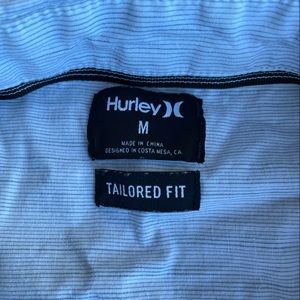 Hurley
M
MADE IN CHINA
DESIGNED IN COSTA MESA, CA
TAILORED FIT